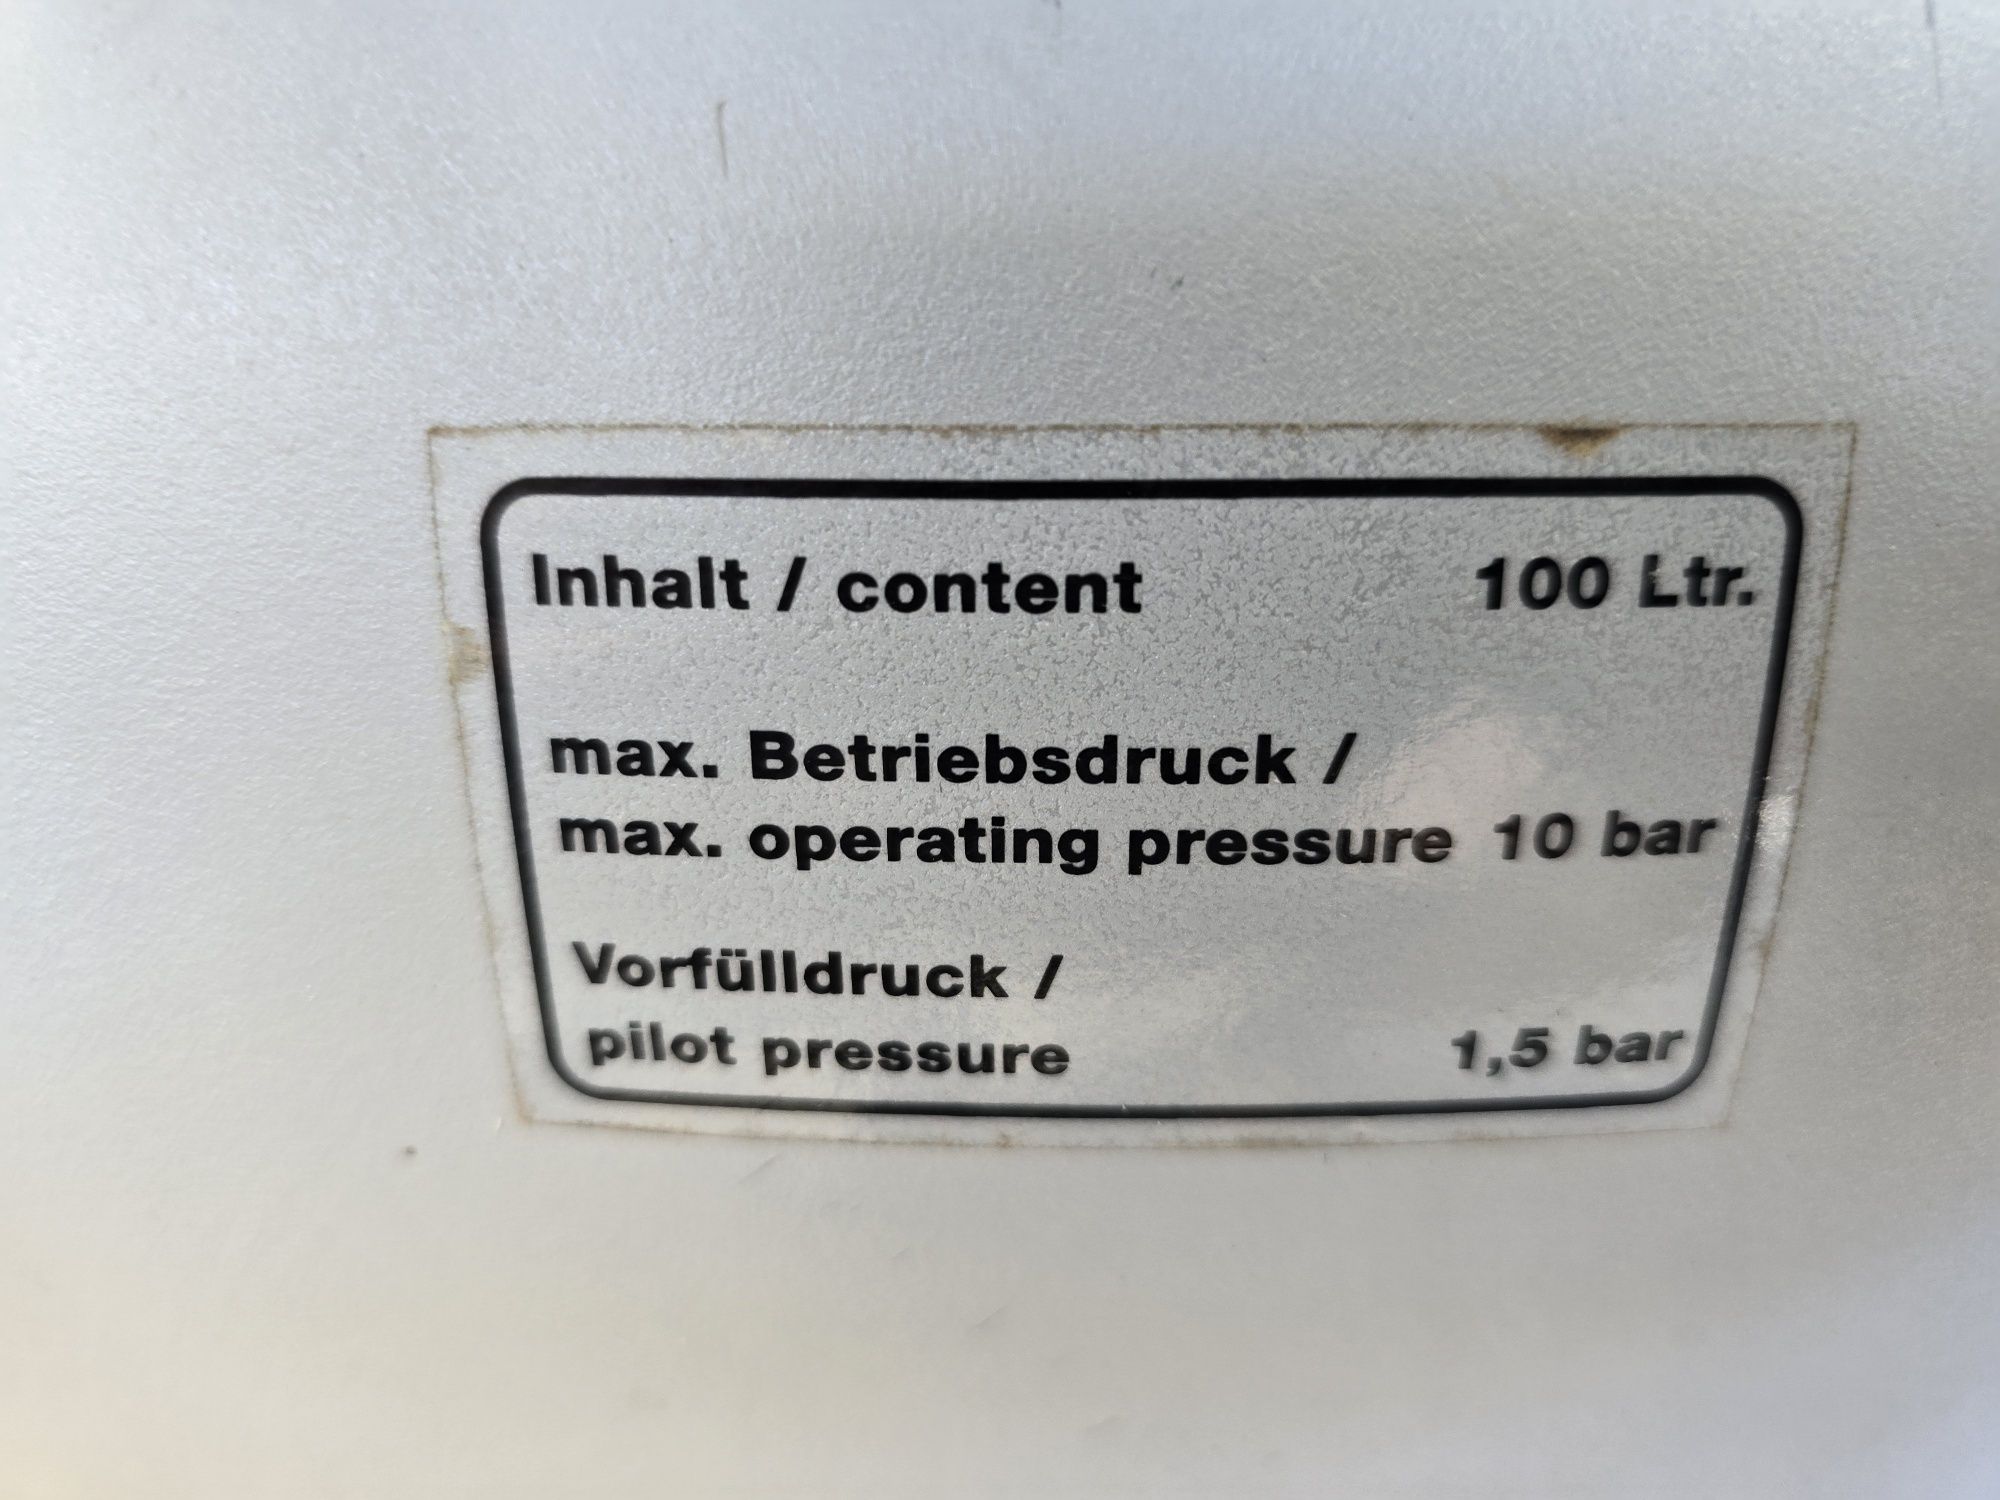 Inhalt / content 100 Ltr.
max. Betriebsdruck /
max. operating pressure 10 bar
Vorfülldruck /
pilot pressure 1,5 bar